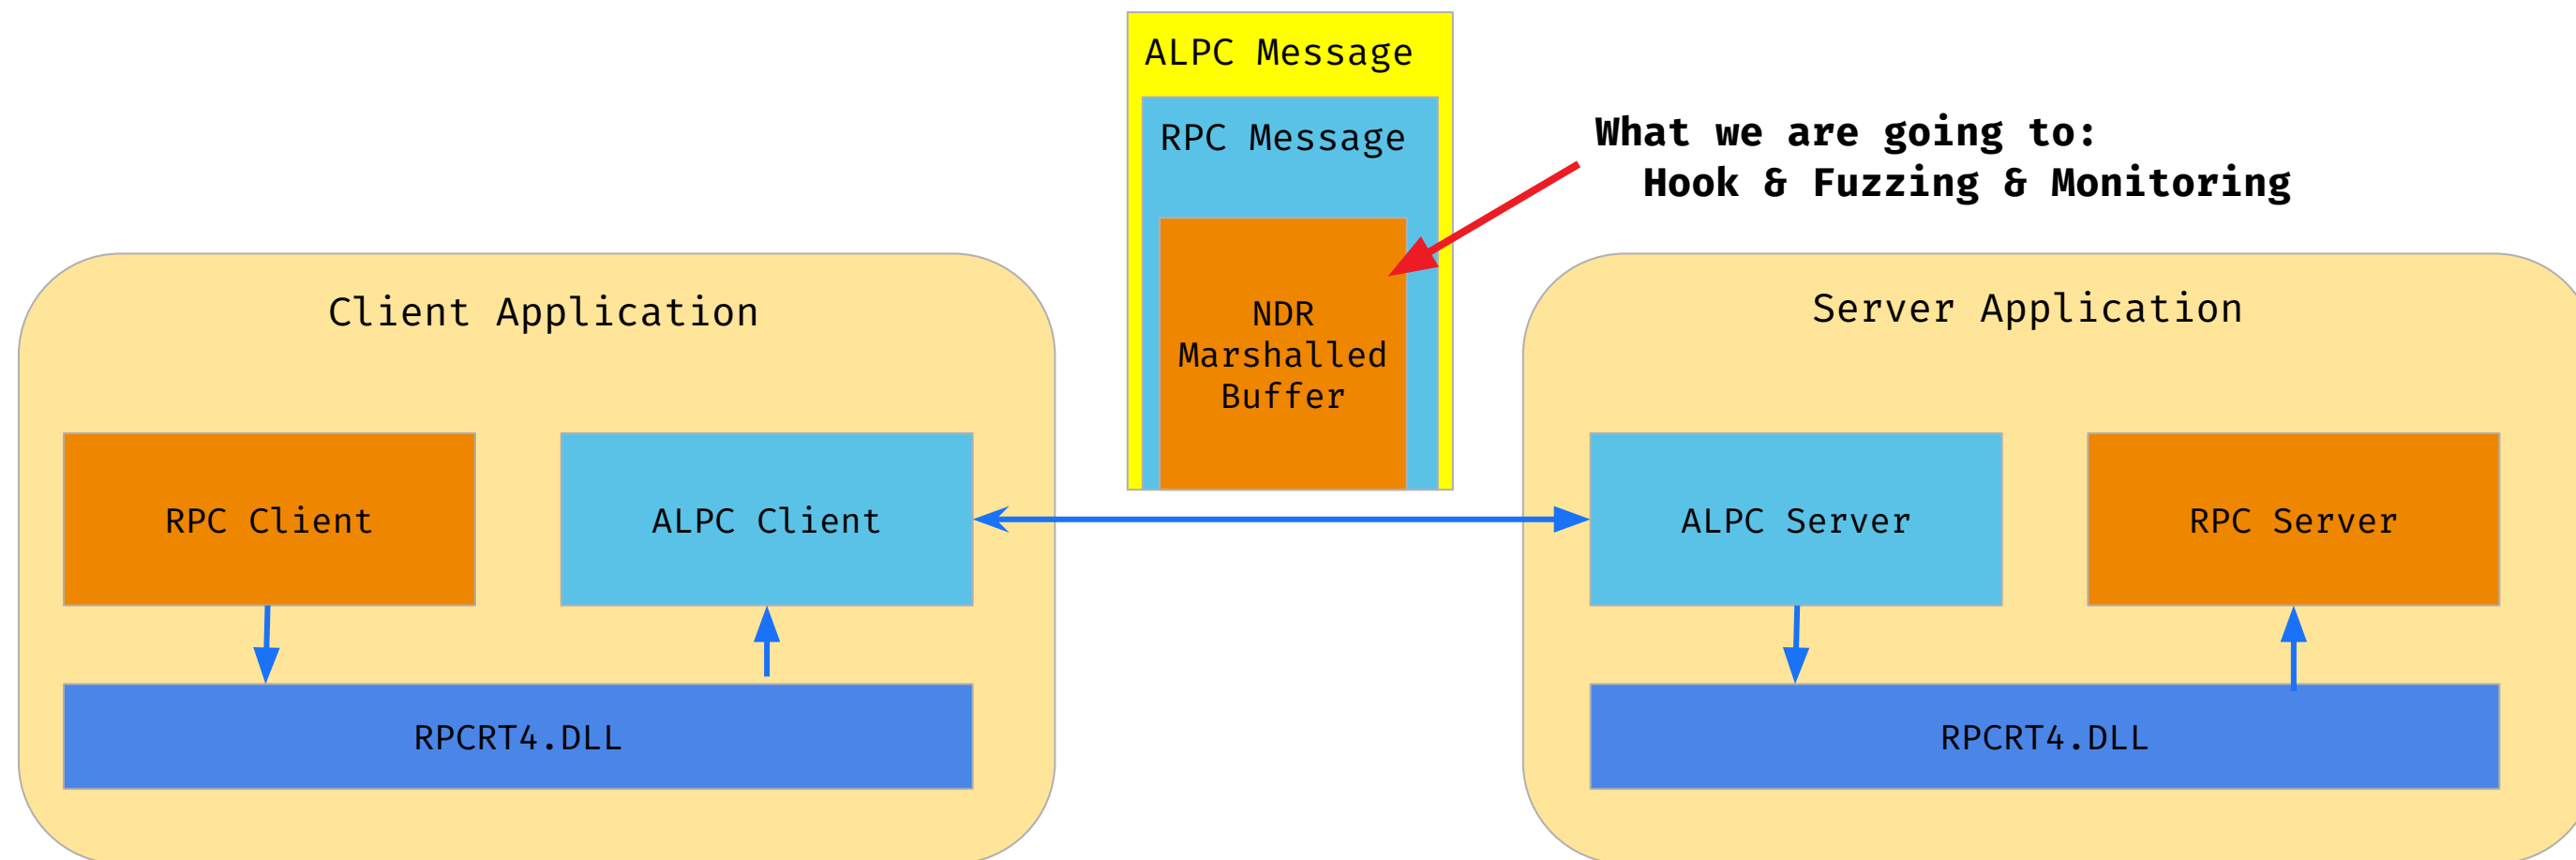 ALPC Message
RPC Message
What we are going to:
Hook & Fuzzing & Monitoring
NDR
Marshalled
Buffer
Client Application
RPC Client
ALPC Client
RPCRT4.DLL
Server Application
ALPC Server
RPC Server
RPCRT4.DLL